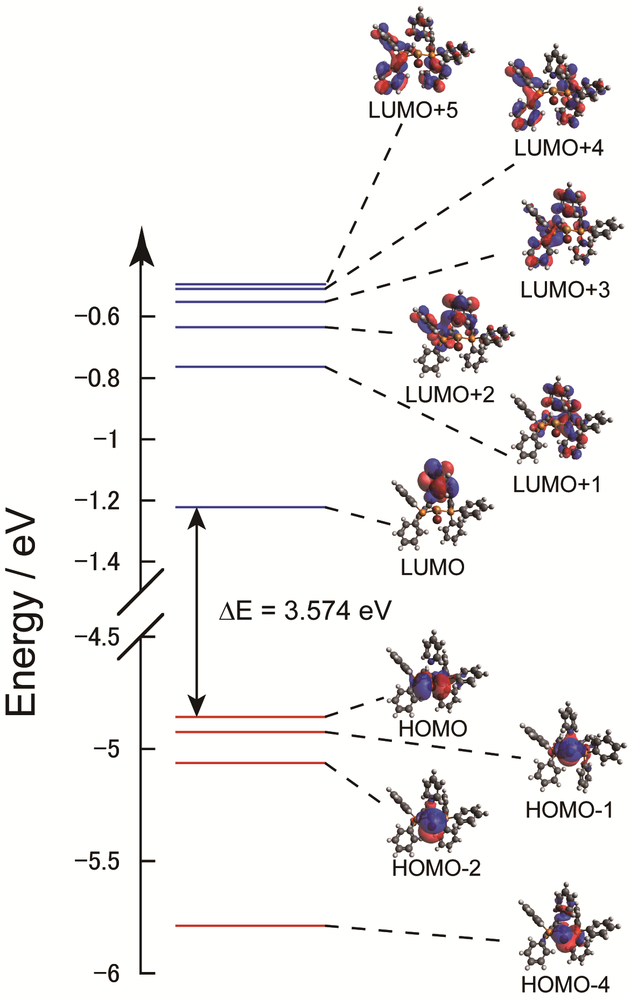 LUMO+5
LUMO+4
LUMO+3
−0.6
LUMO+2
−0.8
−1
LUMO+1
−1.2
LUMO
−1.4
Energy / eV
ΔE = 3.574 eV
−4.5
HOMO
−5
HOMO-1
HOMO-2
−5.5
−6
HOMO-4